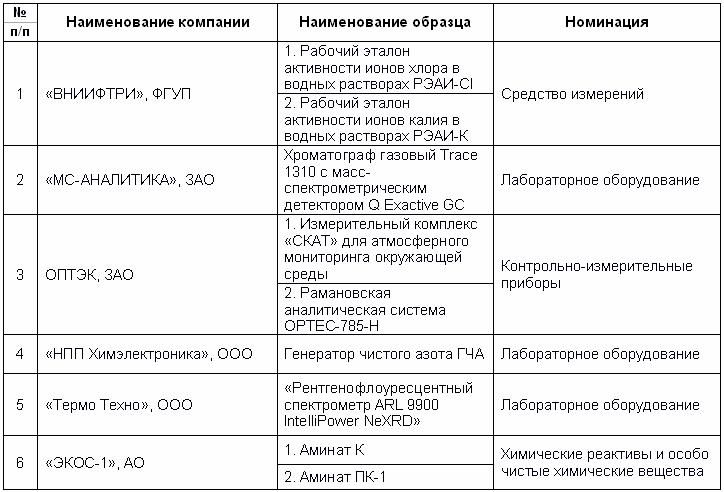 №
п/п
Наименование компании
Наименование образца
Номинация
1
«ВНИИФТРИ», ФГУП
1. Рабочий эталон
активности ионов хлора в
водных растворах РЭАИ-Cl
2. Рабочий эталон
активности ионов калия в
водных растворах РЭАИ-К
Средство измерений
2
«МС-АНАЛИТИКА», ЗАО
Хроматограф газовый Trace
1310 с масс-
спектрометрическим
детектором Q Exactive GC
Лабораторное оборудование
3
ОПТЭК, ЗАО
1. Измерительный комплекс
«СКАТ» для атмосферного
мониторинга окружающей
среды
2. Рамановская
аналитическая система
OPTEC-785-H
Контрольно-измерительные
приборы
4
«НПП Химэлектроника», ООО
Генератор чистого азота ГЧА
Лабораторное оборудование
5
«Термо Техно», ООО
«Рентгенофлоуресцентный
спектрометр ARL 9900
IntelliPower NeXRD»
Лабораторное оборудование
6
«ЭКОС-1», АО
1. Аминат К
2. Аминат ПК-1
Химические реактивы и особо
чистые химические вещества